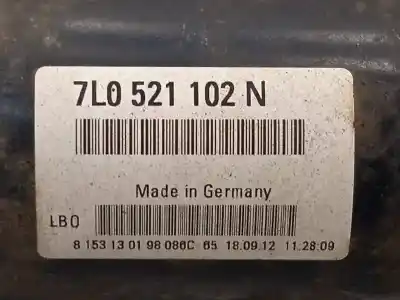 7L0 521 102 N
Made in Germany
LBO
8 153 13 01 98 086C 65 18.09.12 11.28.09